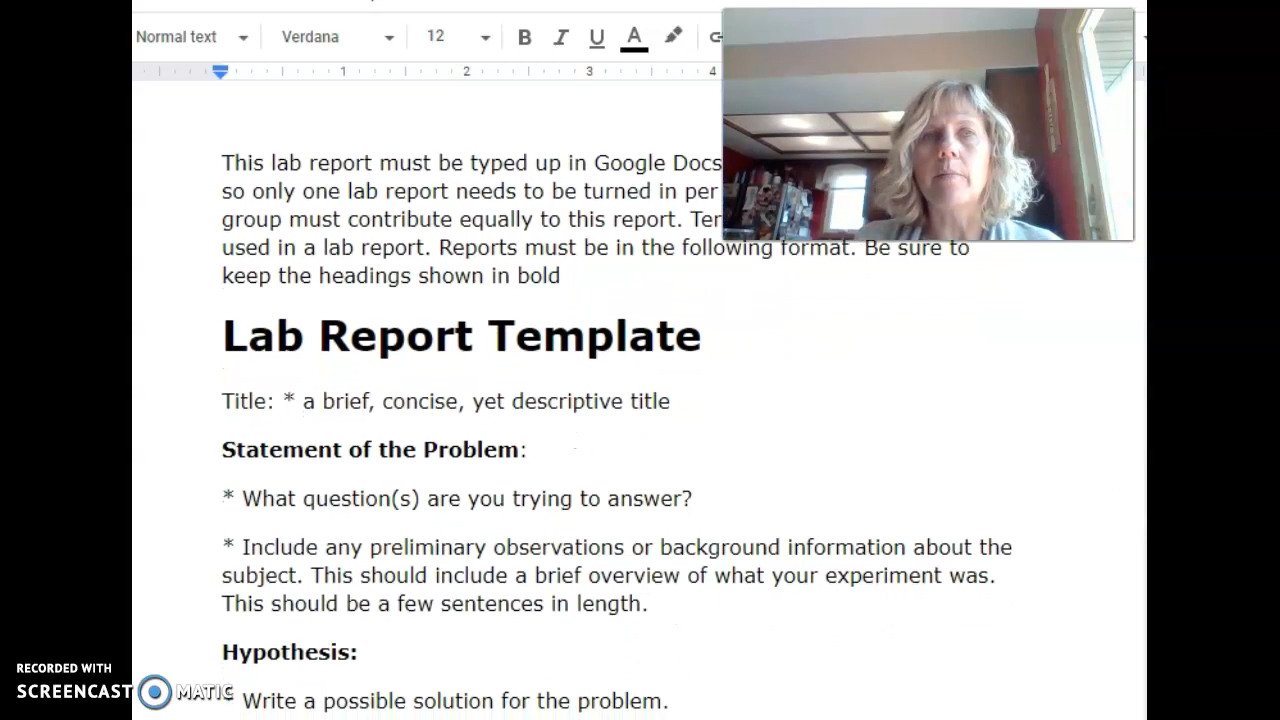 Normal text Verdana 12 B I U A
1 2 3 4
This lab report must be typed up in Google Docs
so only one lab report needs to be turned in per
group must contribute equally to this report.
used in a lab report. Reports must be in the following format. Be sure to
keep the headings shown in bold
Lab Report Template
Title: * a brief, concise, yet descriptive title
Statement of the Problem:
* What question(s) are you trying to answer?
* Include any preliminary observations or background information about the
subject. This should include a brief overview of what your experiment was.
This should be a few sentences in length.
Hypothesis:
* Write a possible solution for the problem.
RECORDED WITH
SCREENCAST MATIC